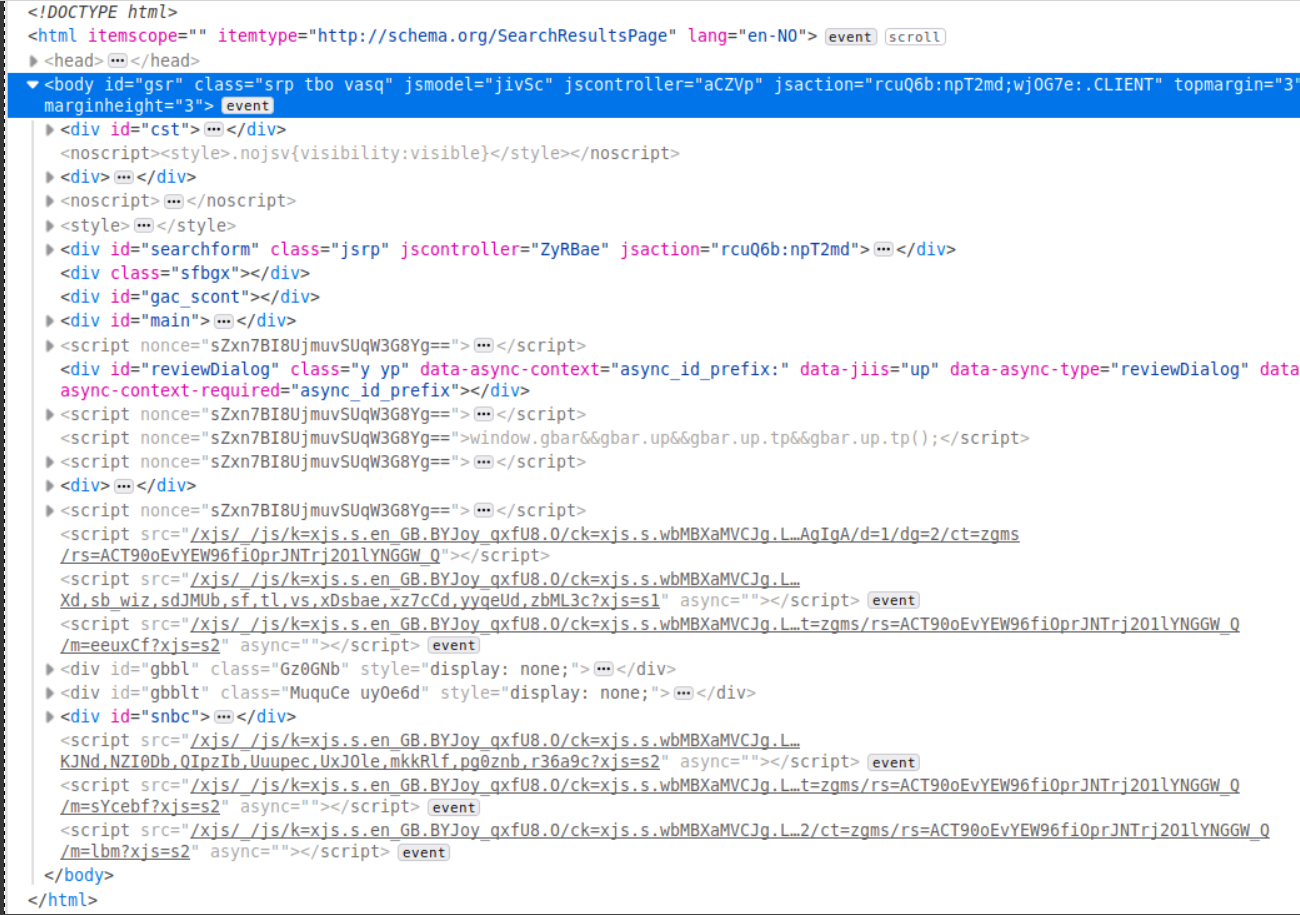 <!DOCTYPE html>
<html itemscope="" itemtype="http://schema.org/SearchResultsPage" lang="en-NO"> event scroll
<head> ••• </head>
<body id="gsr" class="srp tbo vasq" jsmodel="jivSc" jscontroller="aCZVp" jsaction="rcuQ6b:npT2md;wjOG7e:.CLIENT" topmargin="3"
marginheight="3"> event
<div id="cst"> ••• </div>
<noscript><style>.nojsv{visibility:visible}</style></noscript>
<div> ••• </div>
<noscript> ••• </noscript>
<style> ••• </style>
<div id="searchform" class="jsrp" jscontroller="ZyRBae" jsaction="rcuQ6b:npT2md"> ••• </div>
<div class="sfbgx"></div>
<div id="gac_scont"></div>
<div id="main"> ••• </div>
<script nonce="sZxn7BI8UjmuvSUqW3G8Yg=="> ••• </script>
<div id="reviewDialog" class="y yp" data-async-context="async_id_prefix:" data-jiis="up" data-async-type="reviewDialog" data
async-context-required="async_id_prefix"></div>
<script nonce="sZxn7BI8UjmuvSUqW3G8Yg=="> ••• </script>
<script nonce="sZxn7BI8UjmuvSUqW3G8Yg==">window.gbar&&gbar.up&&gbar.up.tp&&gbar.up.tp();</script>
<script nonce="sZxn7BI8UjmuvSUqW3G8Yg=="> ••• </script>
<div> ••• </div>
<script nonce="sZxn7BI8UjmuvSUqW3G8Yg=="> ••• </script>
<script src="/xjs/_/js/k=xjs.s.en_GB.BYJoy_qxfU8.O/ck=xjs.s.wbMBXaMVCJg.L…AgIgA/d=1/dg=2/ct=zgms
/rs=ACT90oEvYEW96fiOprJNTrj2O1lYNGGW_Q"></script>
<script src="/xjs/_/js/k=xjs.s.en_GB.BYJoy_qxfU8.O/ck=xjs.s.wbMBXaMVCJg.L…
Xd,sb_wiz,sdJMUb,sf,tl,vs,xDsbae,xz7cCd,yyqeUd,zbML3c?xjs=s1" async=""></script> event
<script src="/xjs/_/js/k=xjs.s.en_GB.BYJoy_qxfU8.O/ck=xjs.s.wbMBXaMVCJg.L…t=zgms/rs=ACT90oEvYEW96fiOprJNTrj2O1lYNGGW_Q
/m=eeuxCf?xjs=s2" async=""></script> event
<div id="gbbl" class="Gz0GNb" style="display: none;"> ••• </div>
<div id="gbblt" class="MuquCe uyOe6d" style="display: none;"> ••• </div>
<div id="snbc"> ••• </div>
<script src="/xjs/_/js/k=xjs.s.en_GB.BYJoy_qxfU8.O/ck=xjs.s.wbMBXaMVCJg.L…
KJNd,NZI0Db,QIpzIb,Uuupec,UxJOle,mkkRlf,pg0znb,r36a9c?xjs=s2" async=""></script> event
<script src="/xjs/_/js/k=xjs.s.en_GB.BYJoy_qxfU8.O/ck=xjs.s.wbMBXaMVCJg.L…t=zgms/rs=ACT90oEvYEW96fiOprJNTrj2O1lYNGGW_Q
/m=sYcebf?xjs=s2" async=""></script> event
<script src="/xjs/_/js/k=xjs.s.en_GB.BYJoy_qxfU8.O/ck=xjs.s.wbMBXaMVCJg.L…2/ct=zgms/rs=ACT90oEvYEW96fiOprJNTrj2O1lYNGGW_Q
/m=lbm?xjs=s2" async=""></script> event
</body>
</html>